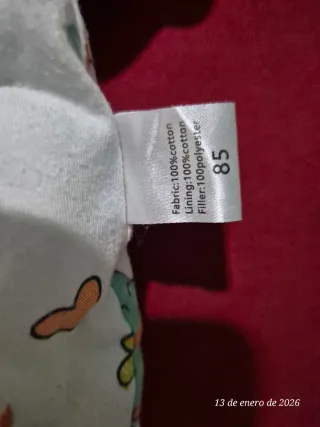 Fabric:100%cotton
Lining:100%cotton
Filler:100polyester
85
13 de enero de 2026